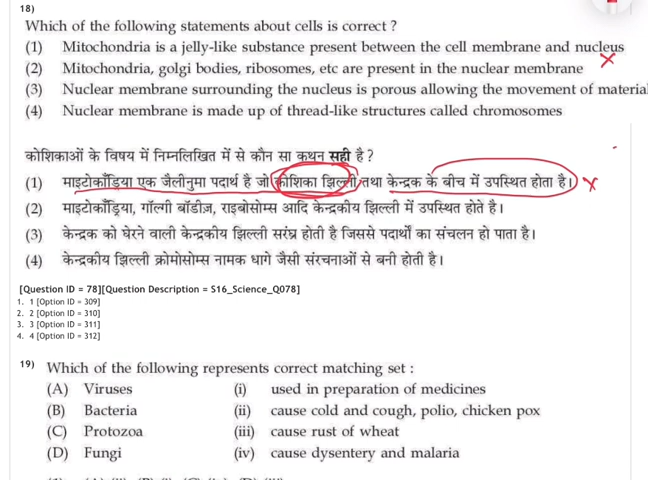 18)
Which of the following statements about cells is correct ?
(1) Mitochondria is a jelly-like substance present between the cell membrane and nucleus
(2) Mitochondria, golgi bodies, ribosomes, etc are present in the nuclear membrane
(3) Nuclear membrane surrounding the nucleus is porous allowing the movement of materia
(4) Nuclear membrane is made up of thread-like structures called chromosomes
कोशिकाओं के विषय में निम्नलिखित में से कौन सा कथन सही है ?
(1) माइटोकॉंड्रिया एक जैलीनुमा पदार्थ है जो कोशिका झिल्ली तथा केन्द्रक के बीच में उपस्थित होता है।
(2) माइटोकॉंड्रिया, गॉल्गी बॉडीज़, राइबोसोम्स आदि केन्द्रकीय झिल्ली में उपस्थित होते है।
(3) केन्द्रक को घेरने वाली केन्द्रकीय झिल्ली सरंध्र होती है जिससे पदार्थों का संचलन हो पाता है।
(4) केन्द्रकीय झिल्ली क्रोमोसोम्स नामक धागे जैसी संरचनाओं से बनी होती है।
[Question ID = 78][Question Description = S16_Science_Q078]
1. 1 [Option ID = 309]
2. 2 [Option ID = 310]
3. 3 [Option ID = 311]
4. 4 [Option ID = 312]
19) Which of the following represents correct matching set :
(A) Viruses (i) used in preparation of medicines
(B) Bacteria (ii) cause cold and cough, polio, chicken pox
(C) Protozoa (iii) cause rust of wheat
(D) Fungi (iv) cause dysentery and malaria